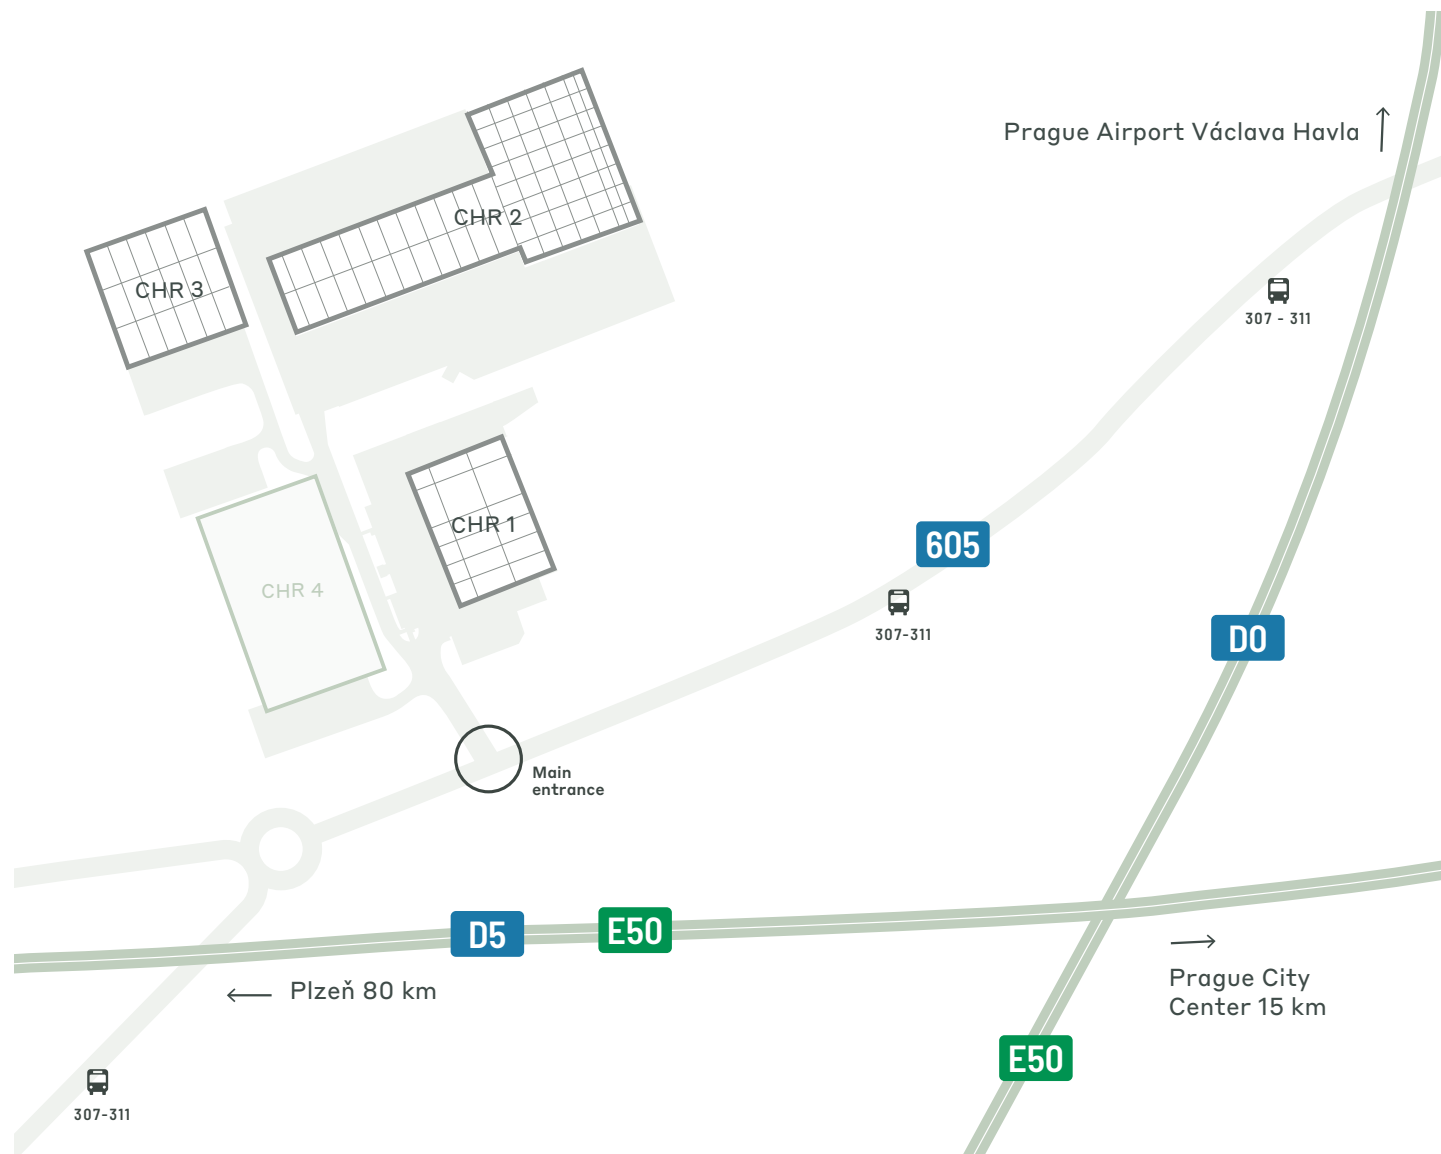 Prague Airport Václava Havla
CHR 2
CHR 3
307 - 311
CHR 1
605
CHR 4
307-311
D0
Main
entrance
D5
E50
Plzeň 80 km
Prague City
Center 15 km
E50
307-311